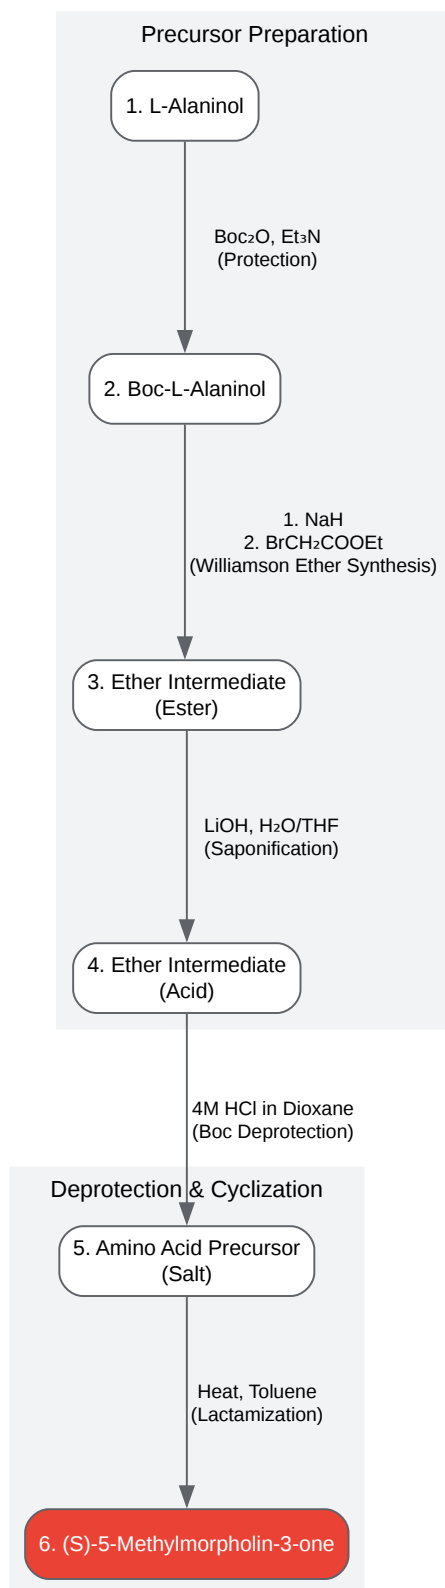 Precursor Preparation
1. L-Alaninol
Boc₂O, Et₃N
(Protection)
2. Boc-L-Alaninol
1. NaH
2. BrCH₂COOEt
(Williamson Ether Synthesis)
3. Ether Intermediate
(Ester)
LiOH, H₂O/THF
(Saponification)
4. Ether Intermediate
(Acid)
4M HCl in Dioxane
(Boc Deprotection)
Deprotection & Cyclization
5. Amino Acid Precursor
(Salt)
Heat, Toluene
(Lactamization)
6. (S)-5-Methylmorpholin-3-one